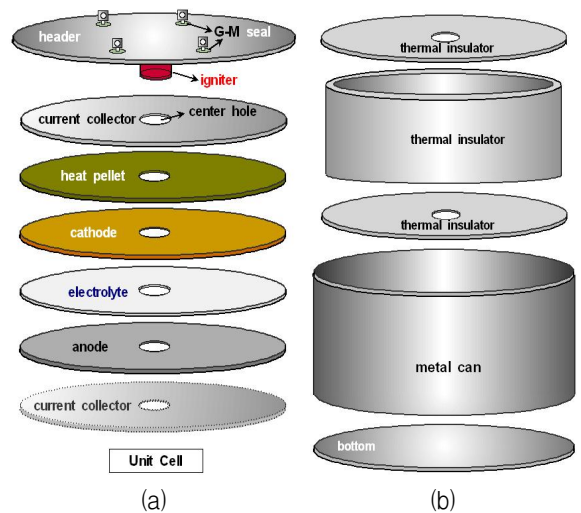 header
G-M seal
igniter
current collector
center hole
heat pellet
cathode
electrolyte
anode
current collector
Unit Cell
(a)
thermal insulator
thermal insulator
thermal insulator
metal can
bottom
(b)